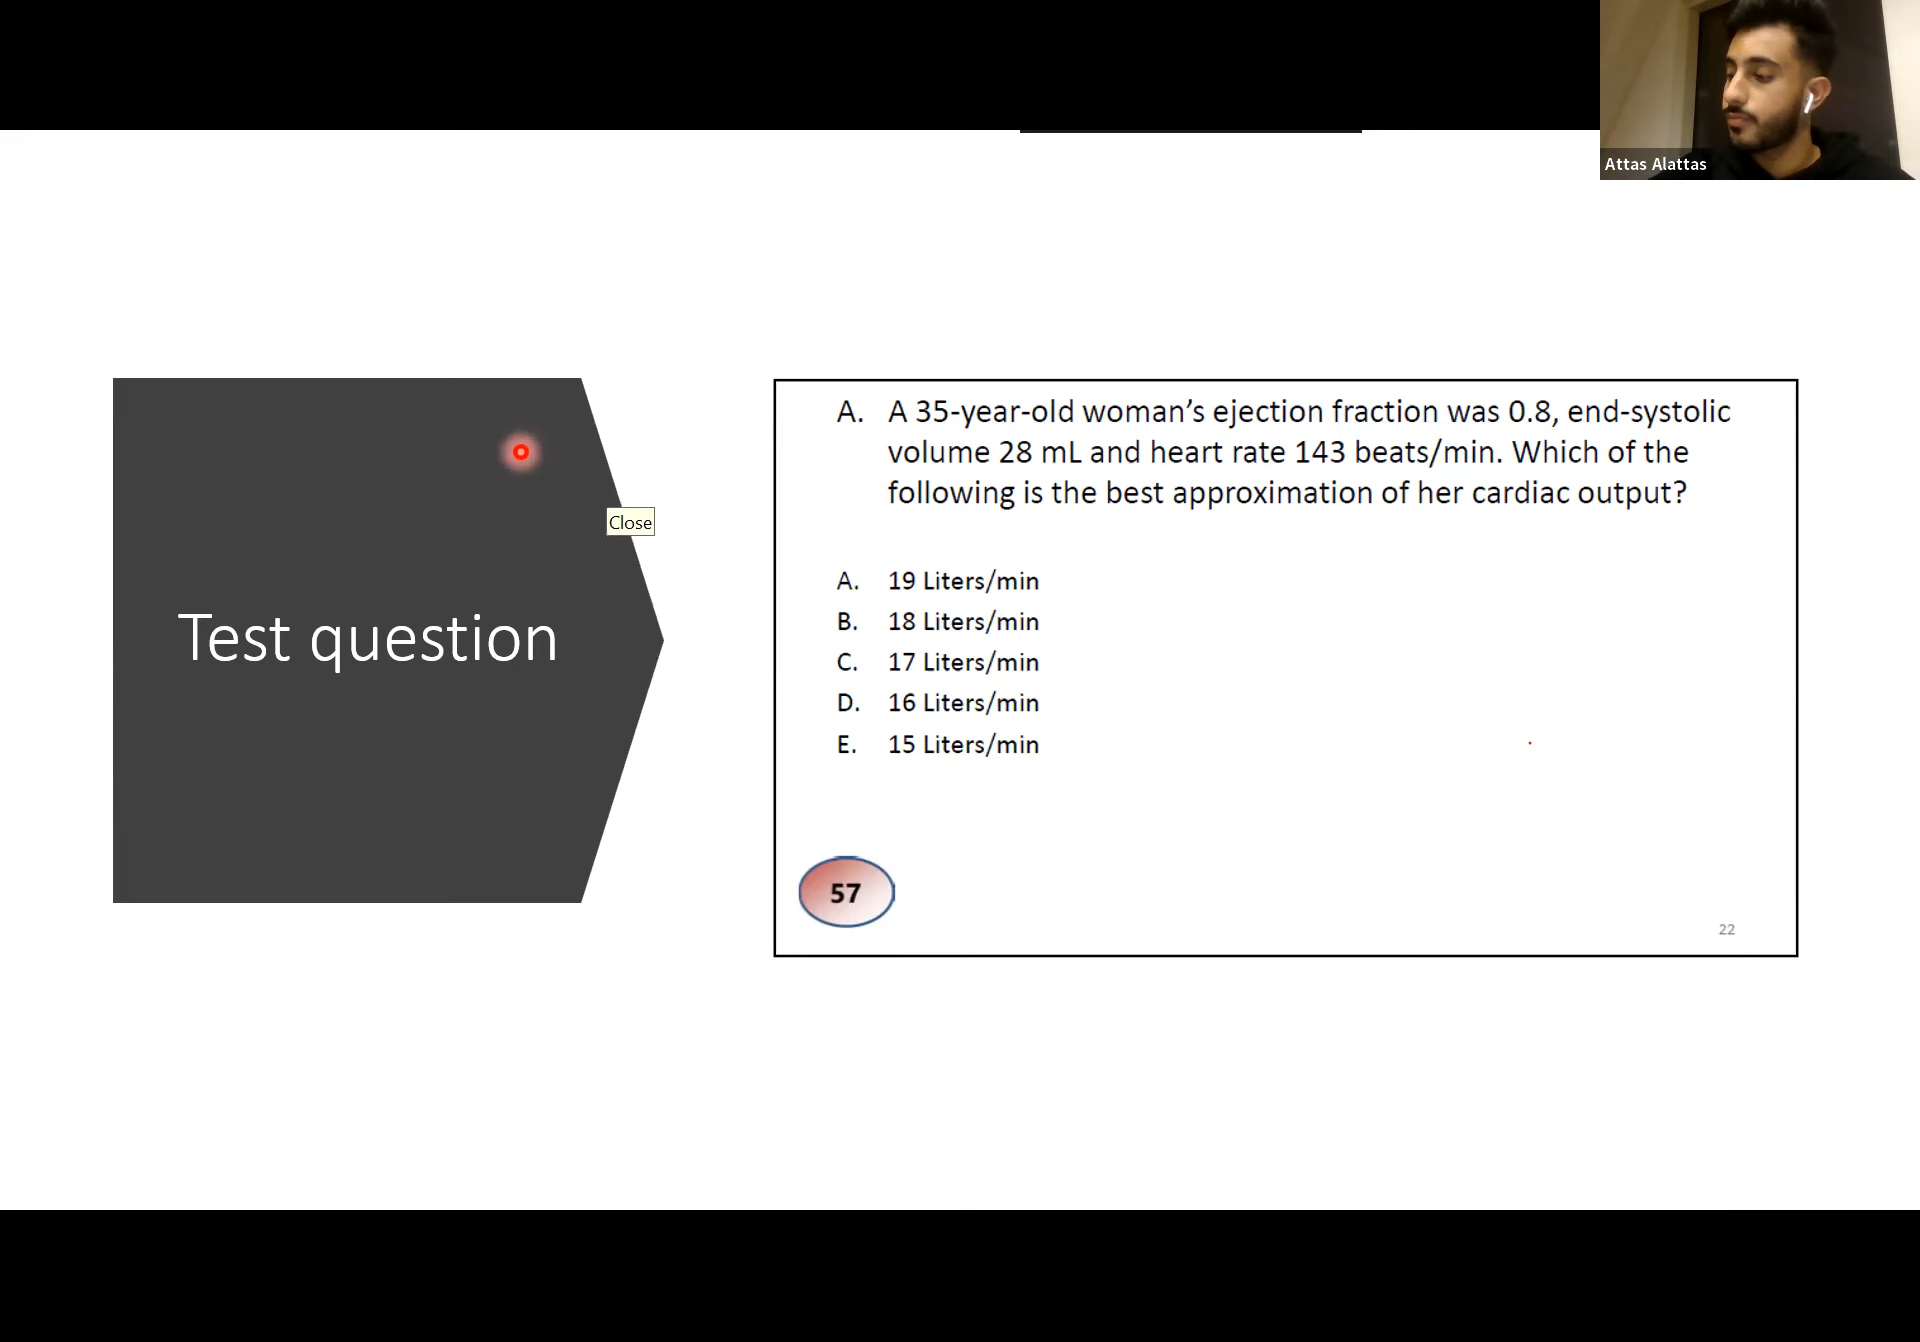 Attas Alattas
Close
Test question
A. A 35-year-old woman’s ejection fraction was 0.8, end-systolic
volume 28 mL and heart rate 143 beats/min. Which of the
following is the best approximation of her cardiac output?
A. 19 Liters/min
B. 18 Liters/min
C. 17 Liters/min
D. 16 Liters/min
E. 15 Liters/min
57
22